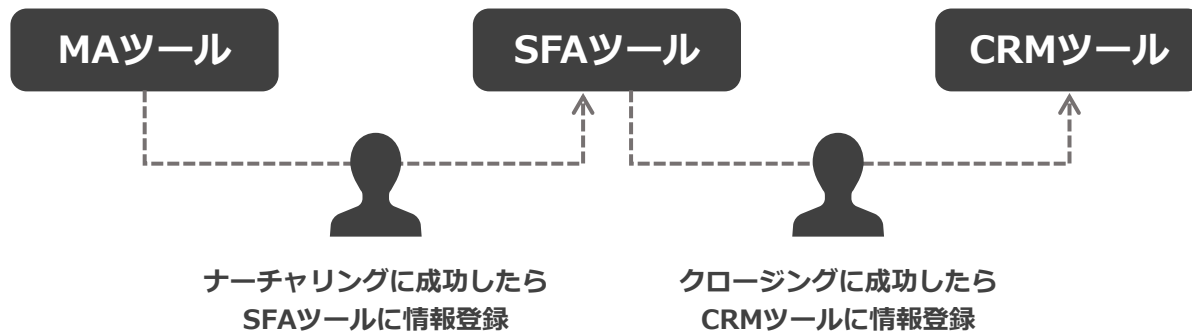 MAツール
SFAツール
CRMツール
ナーチャリングに成功したら
SFAツールに情報登録
クロージングに成功したら
CRMツールに情報登録